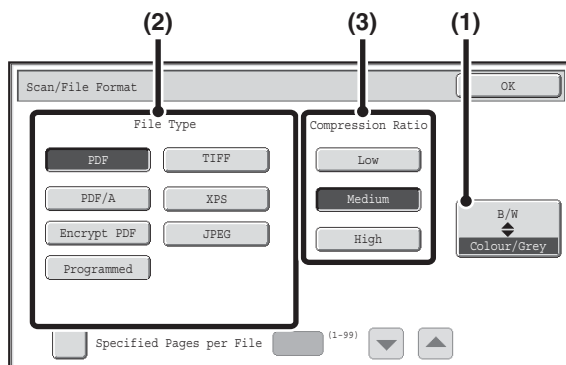 (2) (3) (1)
Scan/File Format OK
File Type
Compression Ratio
PDF TIFF Low
PDF/A XPS Medium
B/W
Encrypt PDF JPEG High
Colour/Grey
Programmed
Specified Pages per File (1-99)